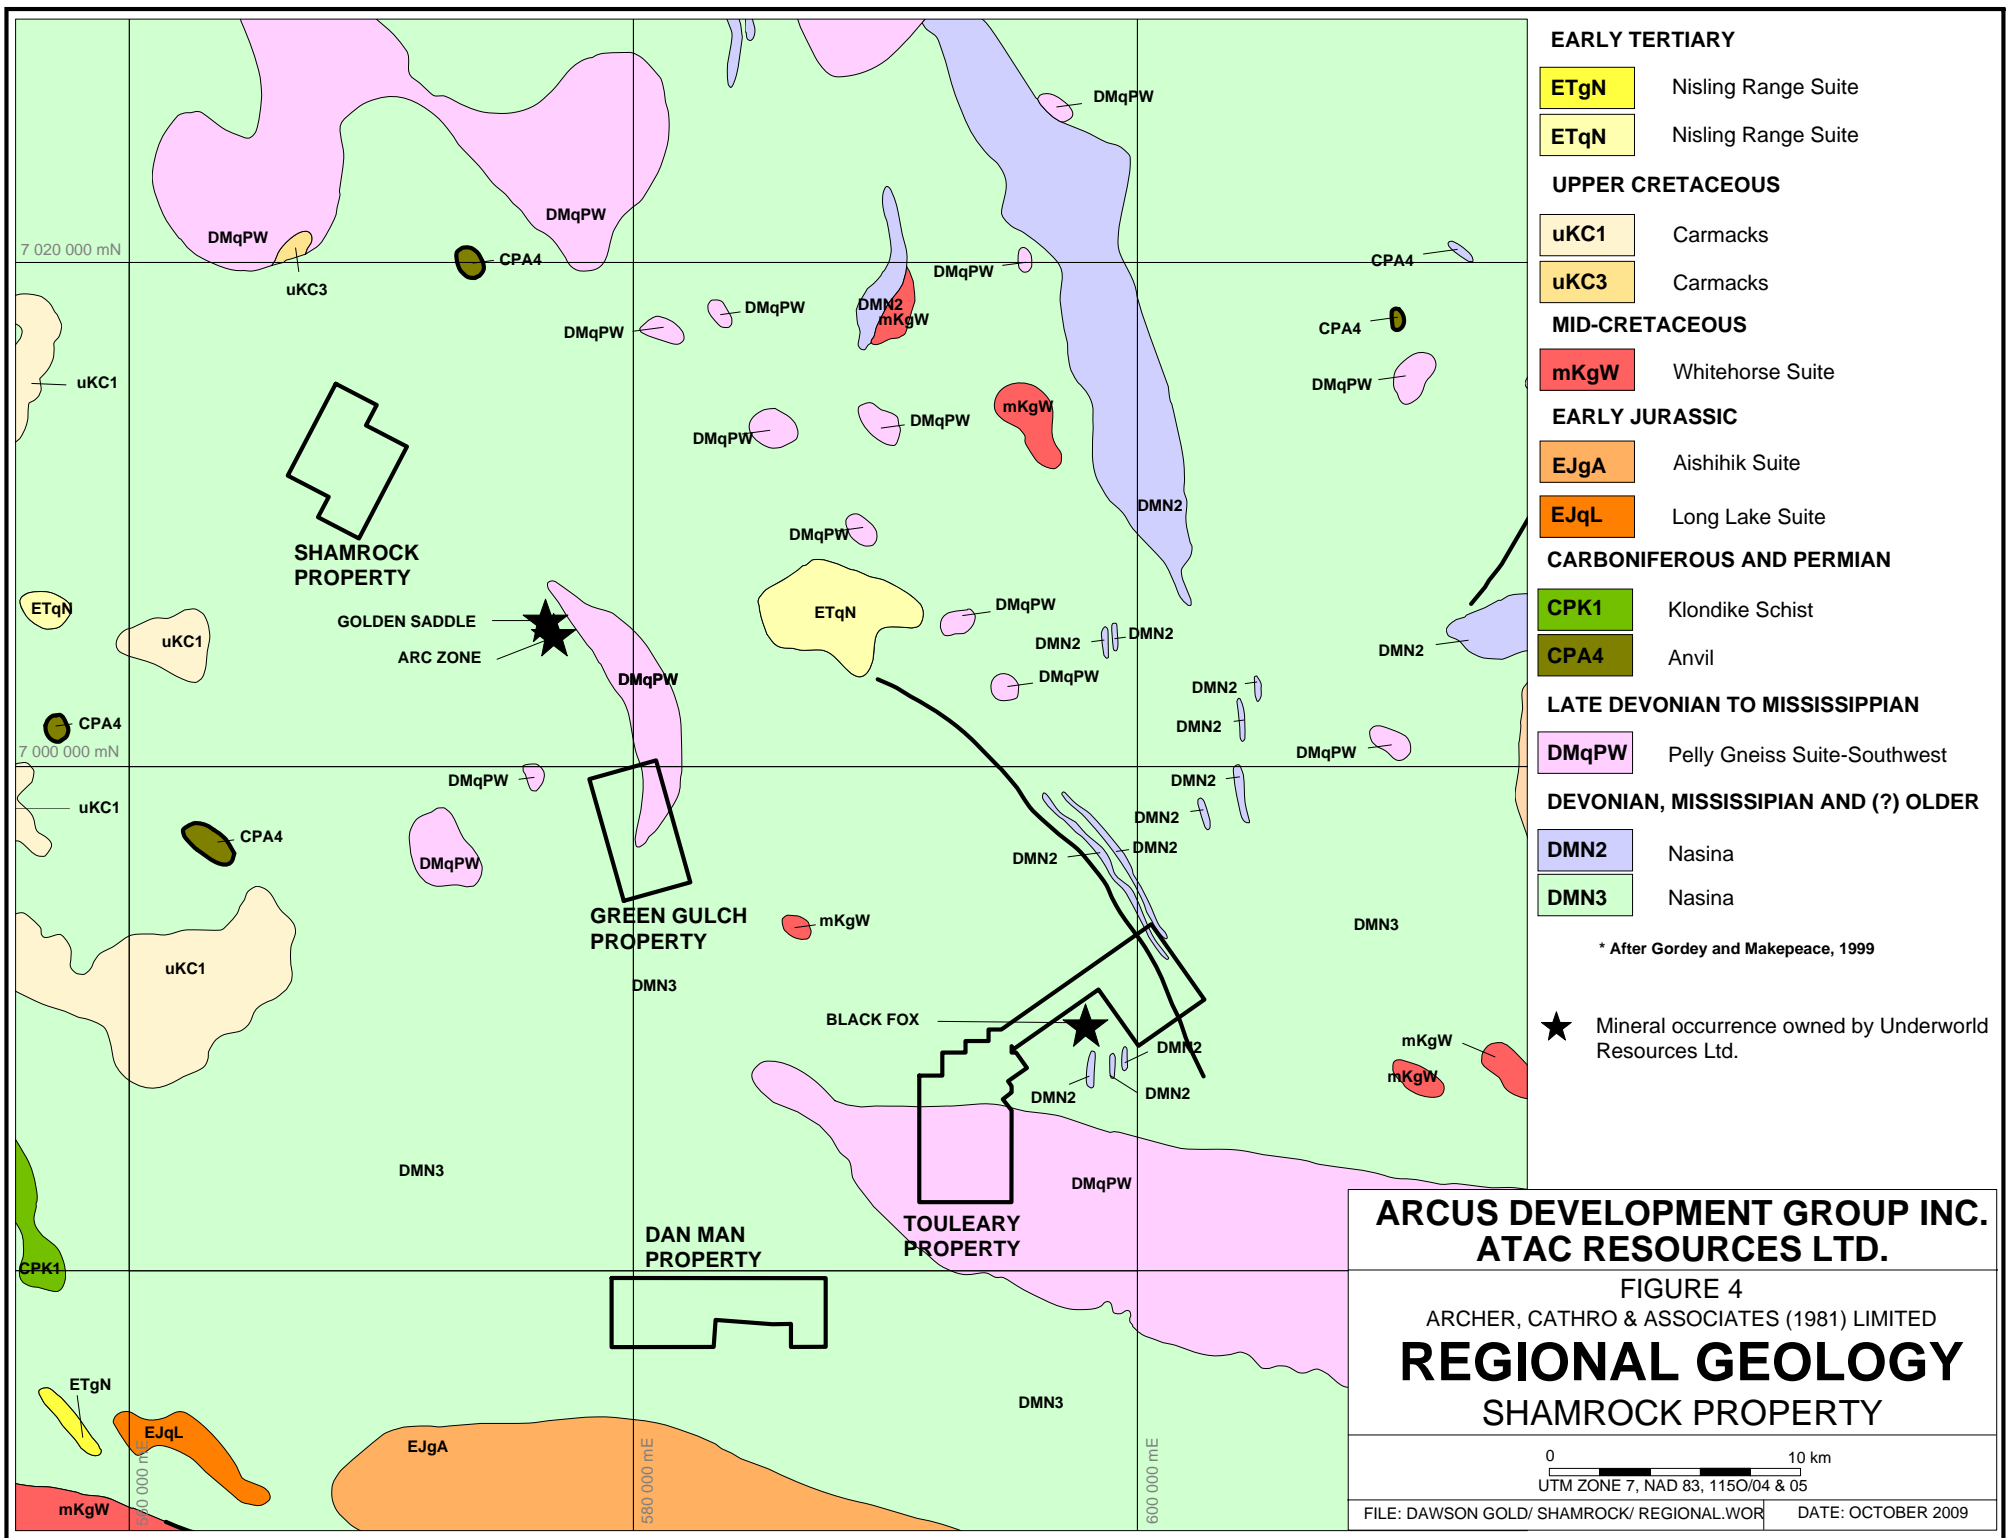 DMqPW
DMqPW
DMqPW
7 020 000 mN
uKC3
CPA4
DMqPW
CPA4
DMN2
mKgW
DMqPW
DMqPW
CPA4
uKC1
DMqPW
mKgW
DMqPW
DMqPW
DMN2
DMqPW
SHAMROCK
PROPERTY
ETqN
GOLDEN SADDLE
ARC ZONE
uKC1
ETqN
DMqPW
DMN2
DMN2
DMN2
DMqPW
DMqPW
DMN2
DMN2
CPA4
7 000 000 mN
DMqPW
DMqPW
DMN2
uKC1
CPA4
DMqPW
DMN2
DMN2
DMN2
GREEN GULCH
PROPERTY
mKgW
DMN3
uKC1
DMN3
BLACK FOX
DMN2
DMN2
DMN2
mKgW
mKgW
DMN3
DMqPW
TOULEARY
PROPERTY
DAN MAN
PROPERTY
CPK1
ETgN
EJqL
EJgA
DMN3
mKgW
560 000 mE
580 000 mE
600 000 mE
EARLY TERTIARY
ETgN Nisling Range Suite
ETqN Nisling Range Suite
UPPER CRETACEOUS
uKC1 Carmacks
uKC3 Carmacks
MID-CRETACEOUS
mKgW Whitehorse Suite
EARLY JURASSIC
EJgA Aishihik Suite
EJqL Long Lake Suite
CARBONIFEROUS AND PERMIAN
CPK1 Klondike Schist
CPA4 Anvil
LATE DEVONIAN TO MISSISSIPPIAN
DMqPW Pelly Gneiss Suite-Southwest
DEVONIAN, MISSISSIPIAN AND (?) OLDER
DMN2 Nasina
DMN3 Nasina
* After Gordey and Makepeace, 1999
Mineral occurrence owned by Underworld
Resources Ltd.
ARCUS DEVELOPMENT GROUP INC.
ATAC RESOURCES LTD.
FIGURE 4
ARCHER, CATHRO & ASSOCIATES (1981) LIMITED
REGIONAL GEOLOGY
SHAMROCK PROPERTY
0 10 km
UTM ZONE 7, NAD 83, 115O/04 & 05
FILE: DAWSON GOLD/ SHAMROCK/ REGIONAL.WOR
DATE: OCTOBER 2009